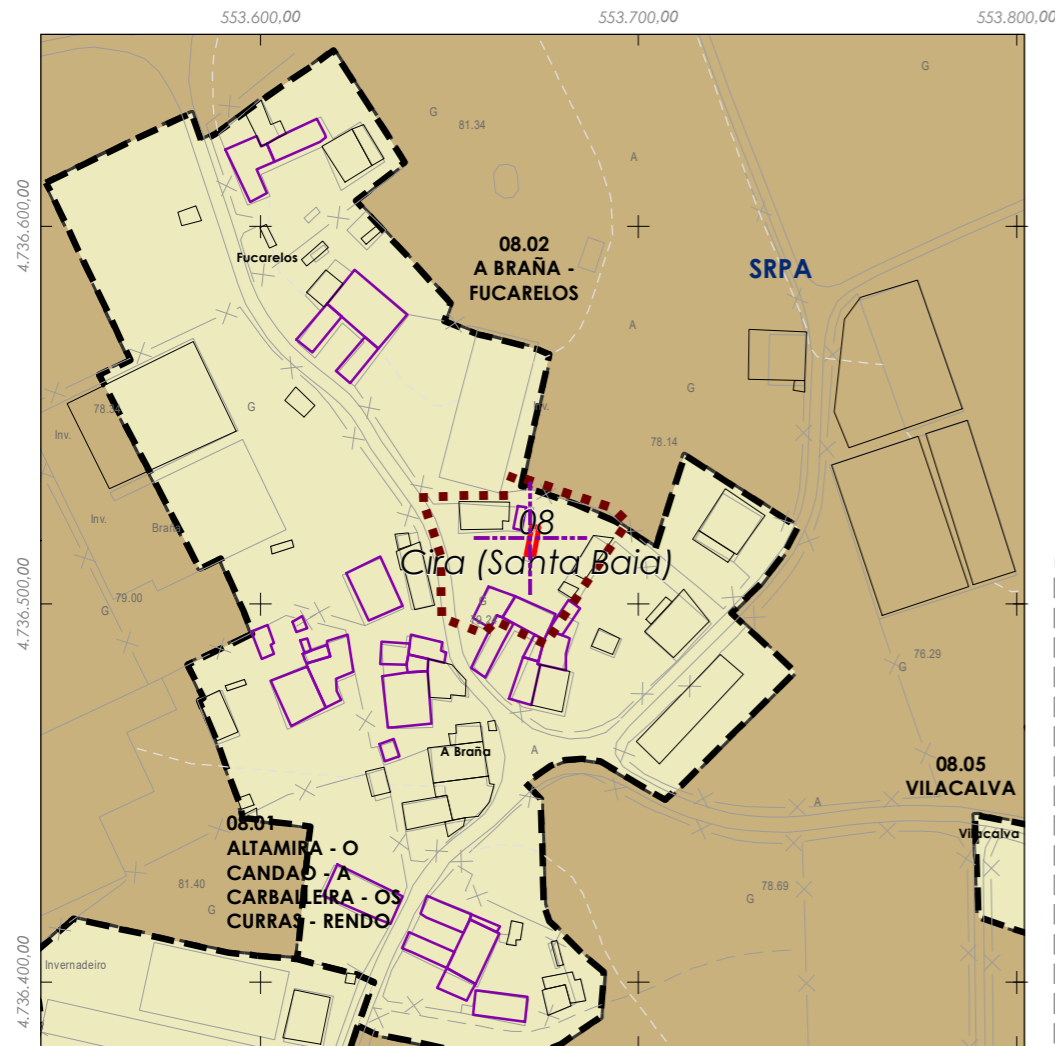 553.600,00
553.700,00
553.800,00
4.736.600,00
4.736.500,00
4.736.400,00
G
81.34
A
G
08.02
A BRAÑA -
FUCARELOS
SRPA
Fucarelos
A
G
78.34
G
Inv.
Inv.
78.14
Inv.
Braña
08
Cira (Santa Baia)
79.00
G
G
76.29
G
A Braña
A
08.05
VILACALVA
A
Vilacalva
08.01
ALTAMIRA - O
CANDAO - A
CARBALLEIRA - OS
CURRAS - RENDO
81.40
G
78.69
G
Invernadeiro